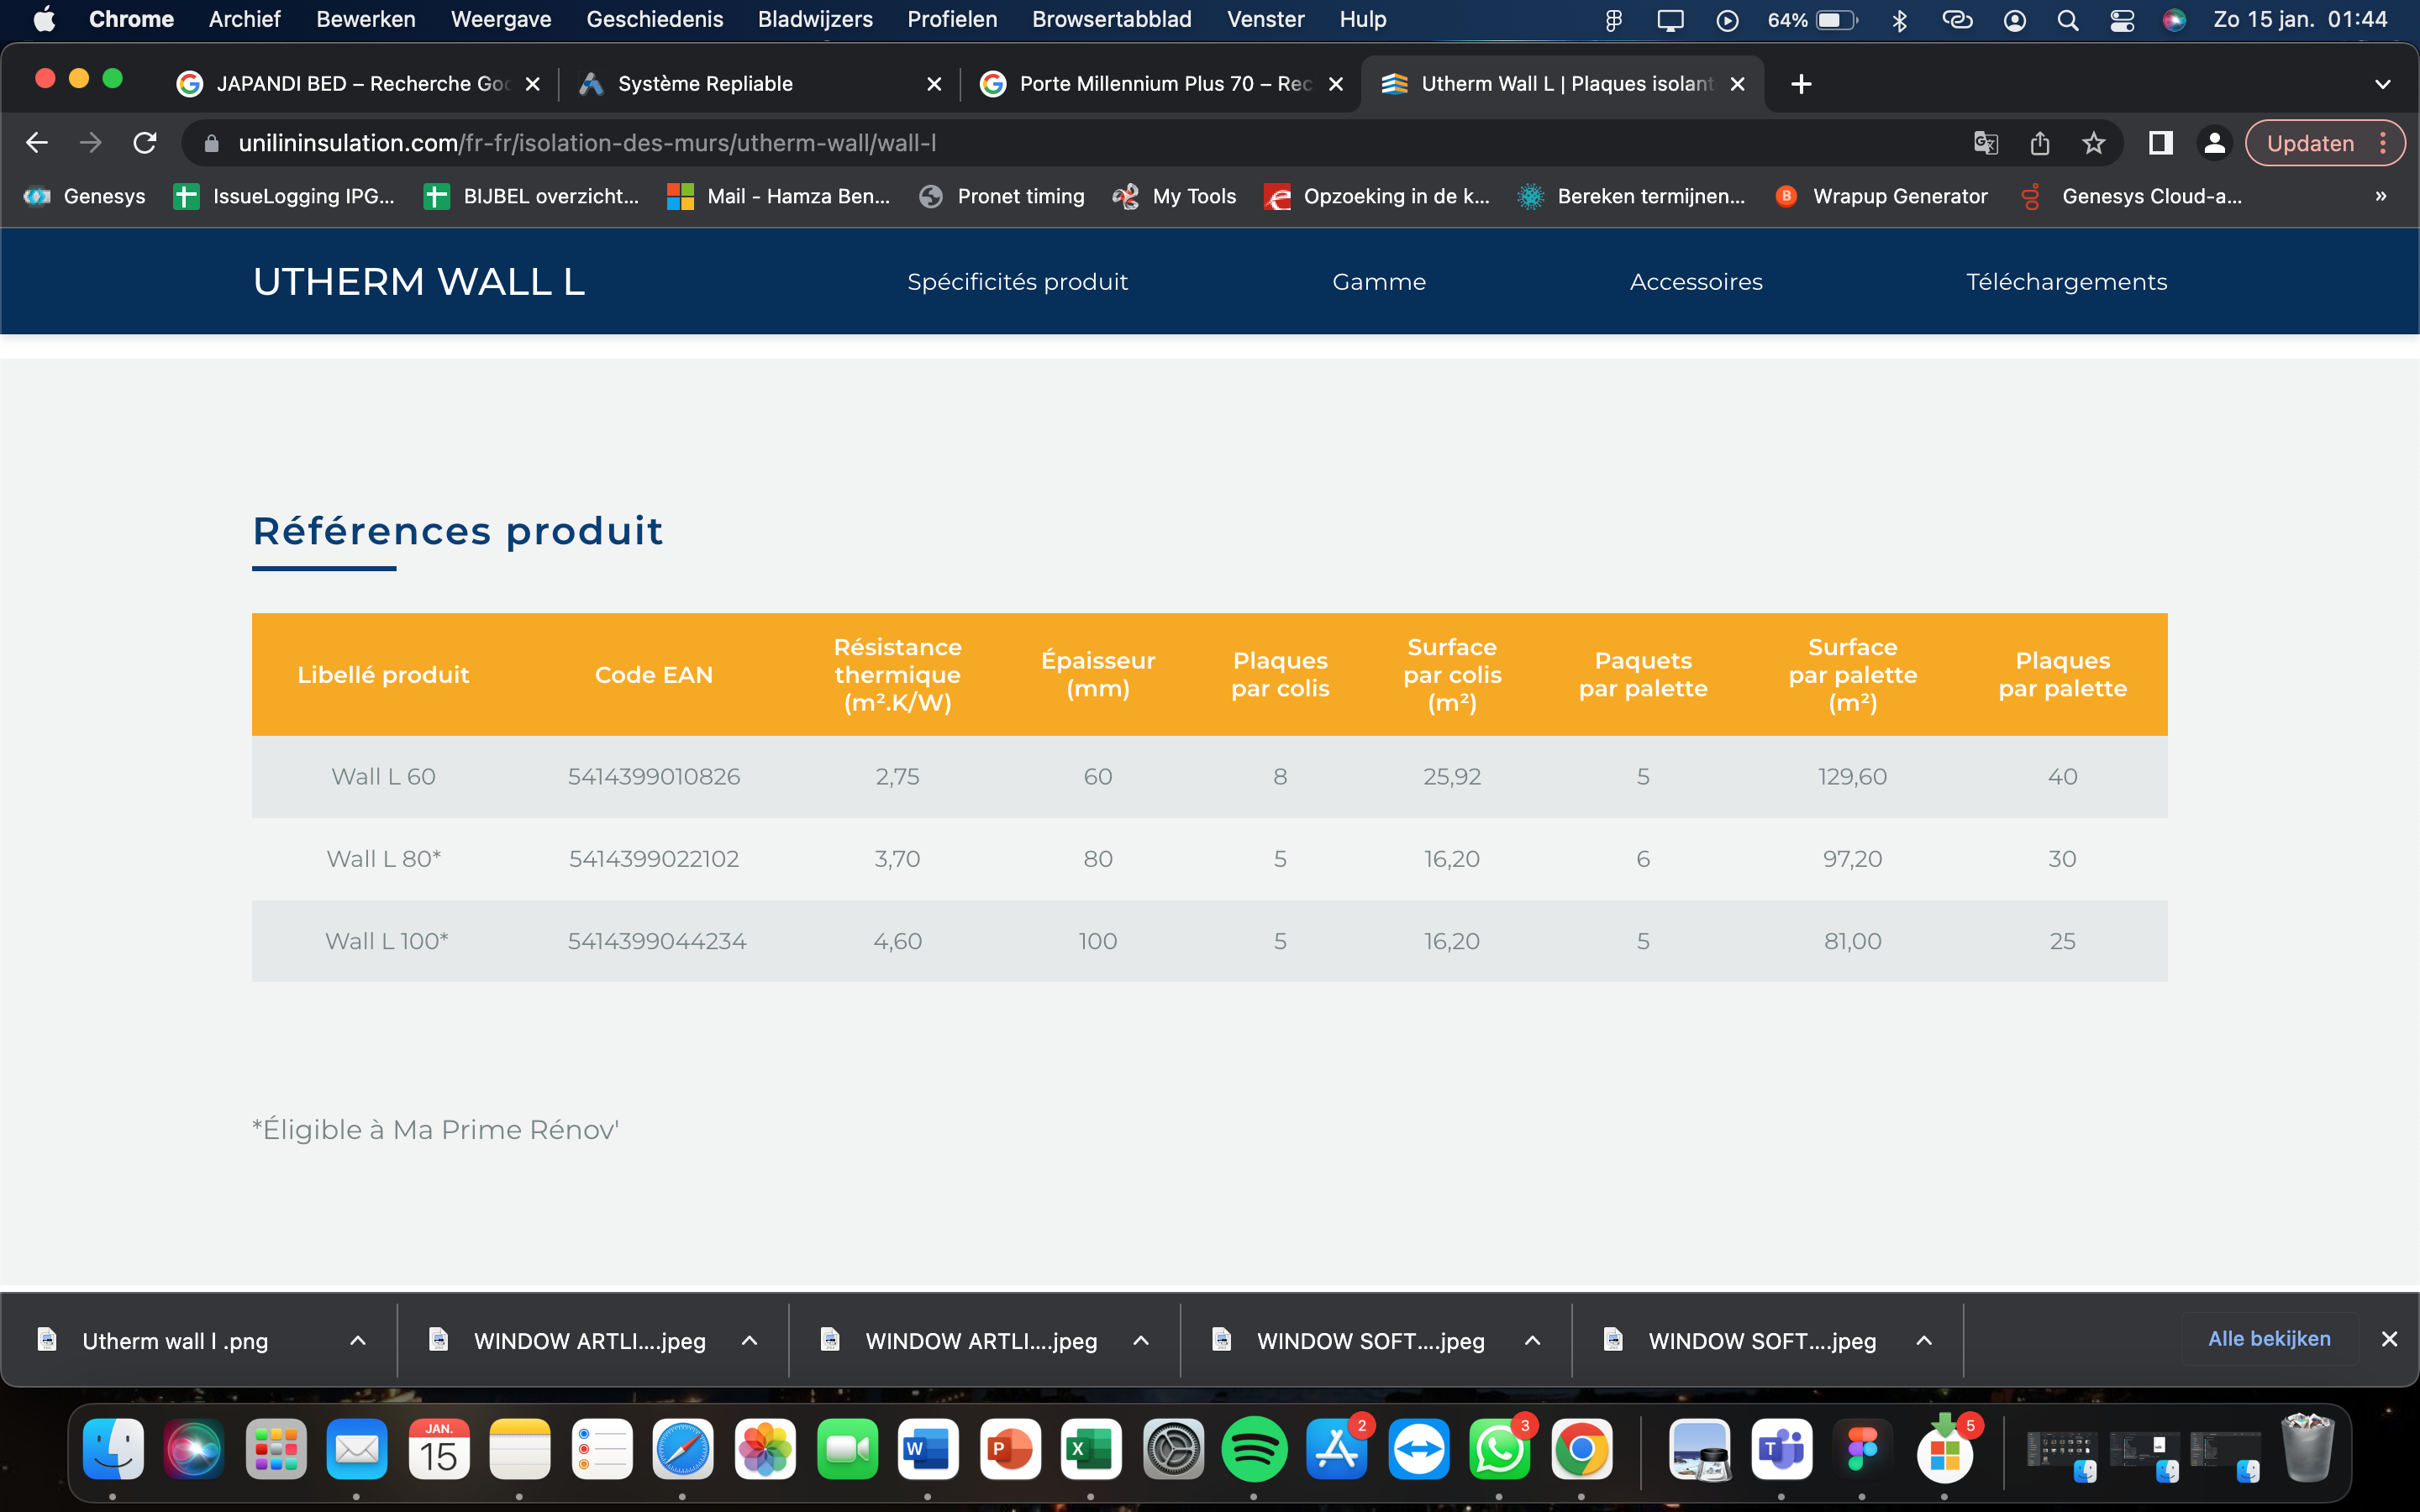 Chrome Archief Bewerken Weergave Geschiedenis Bladwijzers Profielen Browsertabblad Venster Hulp 64% Zo 15 jan. 01:44
JAPANDI BED – Recherche Goo
Système Repliable
Porte Millennium Plus 70 – Rec
Utherm Wall L | Plaques isolant
unilininsulation.com/fr-fr/isolation-des-murs/utherm-wall/wall-l
Updaten
Genesys IssueLogging IPG... BIJBEL overzicht... Mail - Hamza Ben... Pronet timing My Tools Opzoeking in de k... Bereken termijnen... Wrapup Generator Genesys Cloud-a... »
UTHERM WALL L Spécificités produit Gamme Accessoires Téléchargements
Références produit
Libellé produit Code EAN Résistance thermique (m².K/W) Épaisseur (mm) Plaques par colis Surface par colis (m²) Paquets par palette Surface par palette (m²) Plaques par palette
Wall L 60 5414399010826 2,75 60 8 25,92 5 129,60 40
Wall L 80* 5414399022102 3,70 80 5 16,20 6 97,20 30
Wall L 100* 5414399044234 4,60 100 5 16,20 5 81,00 25
*Éligible à Ma Prime Rénov'
Utherm wall l .png WINDOW ARTLI....jpeg WINDOW ARTLI....jpeg WINDOW SOFT....jpeg WINDOW SOFT....jpeg Alle bekijken
JAN.
15
W
P
X
2
3
T
5